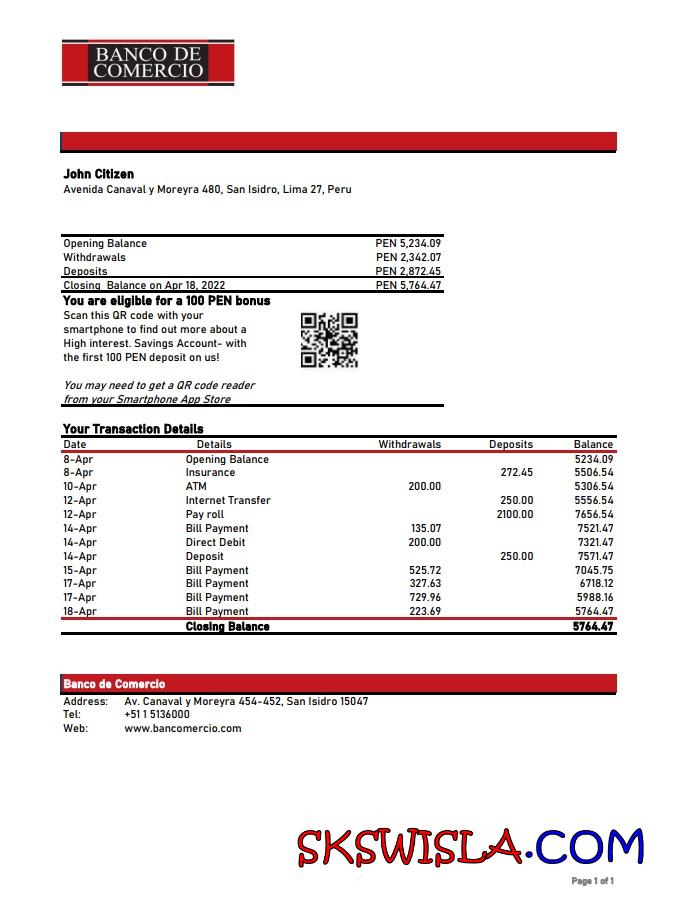 BANCO DE
COMERCIO
John Citizen
Avenida Canaval y Moreyra 480, San Isidro, Lima 27, Peru
Opening Balance PEN 5,234.09
Withdrawals PEN 2,342.07
Deposits PEN 2,872.45
Closing Balance on Apr 18, 2022 PEN 5,764.47
You are eligible for a 100 PEN bonus
Scan this QR code with your
smartphone to find out more about a
High interest. Savings Account- with
the first 100 PEN deposit on us!
You may need to get a QR code reader
from your Smartphone App Store
Your Transaction Details
Date Details Withdrawals Deposits Balance
8-Apr Opening Balance 5234.09
8-Apr Insurance 272.45 5506.54
10-Apr ATM 200.00 5306.54
12-Apr Internet Transfer 250.00 5556.54
12-Apr Pay roll 2100.00 7656.54
14-Apr Bill Payment 135.07 7521.47
14-Apr Direct Debit 200.00 7321.47
14-Apr Deposit 250.00 7571.47
15-Apr Bill Payment 525.72 7045.75
17-Apr Bill Payment 327.63 6718.12
17-Apr Bill Payment 729.96 5988.16
18-Apr Bill Payment 223.69 5764.47
Closing Balance 5764.47
Banco de Comercio
Address: Av. Canaval y Moreyra 454-452, San Isidro 15047
Tel: +51 1 5136000
Web: www.bancomercio.com
SKSWISLA.COM
Page 1 of 1